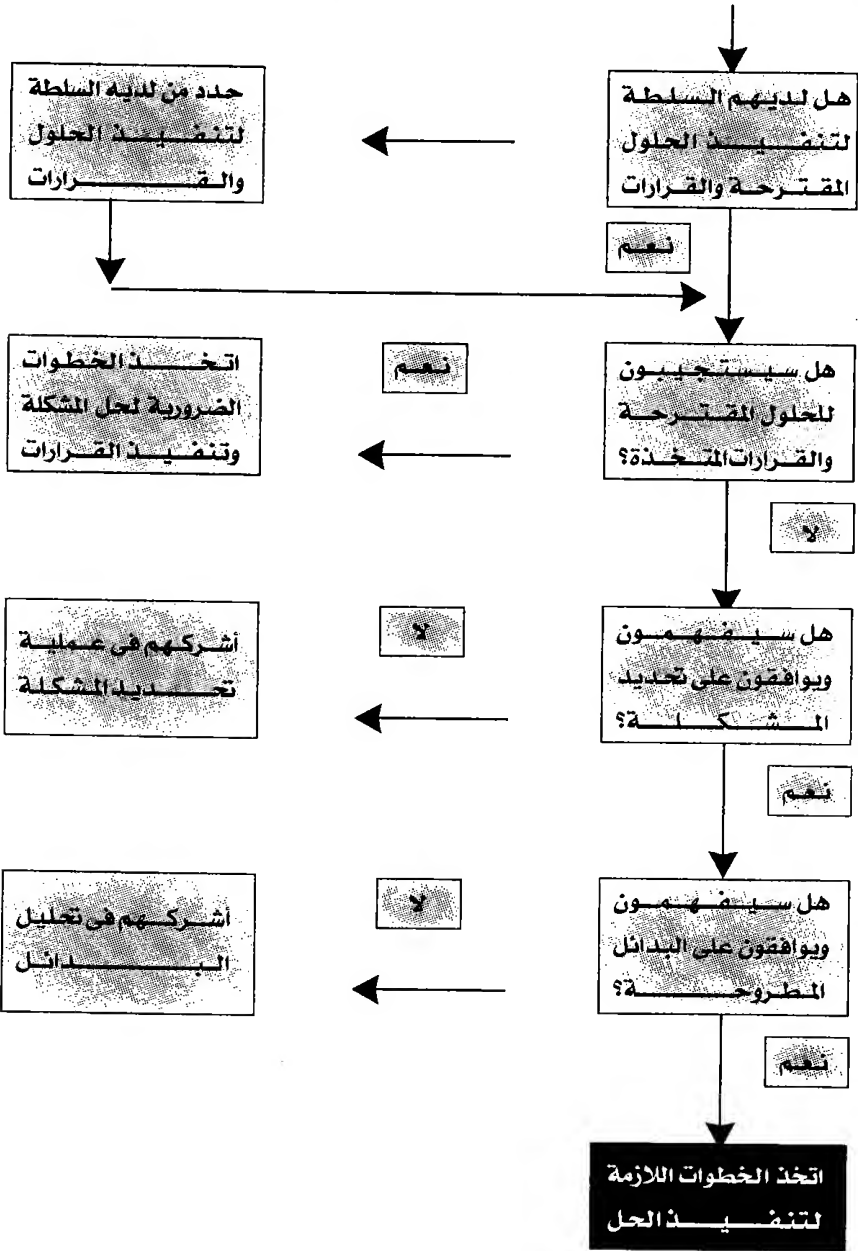 هل لديهم السلطة
لتنفيذ الحلول
المقترحة والقرارات
حدد من لديه السلطة
لتنفيذ الحلول
والقرارات
نعم
هل سيستجيبون
للحلول المقترحة
والقرارات المتخذة؟
نعم
اتخذ الخطوات
الضرورية لحل المشكلة
وتنفيذ القرارات
لا
هل سيفهمون
ويوافقون على تحديد
المشكلة؟
لا
أشركهم فى عملية
تحديد المشكلة
نعم
هل سيفهمون
ويوافقون على البدائل
المطروحة؟
لا
أشركهم فى تحليل
البدائل
نعم
اتخذ الخطوات اللازمة
لتنفيذ الحل